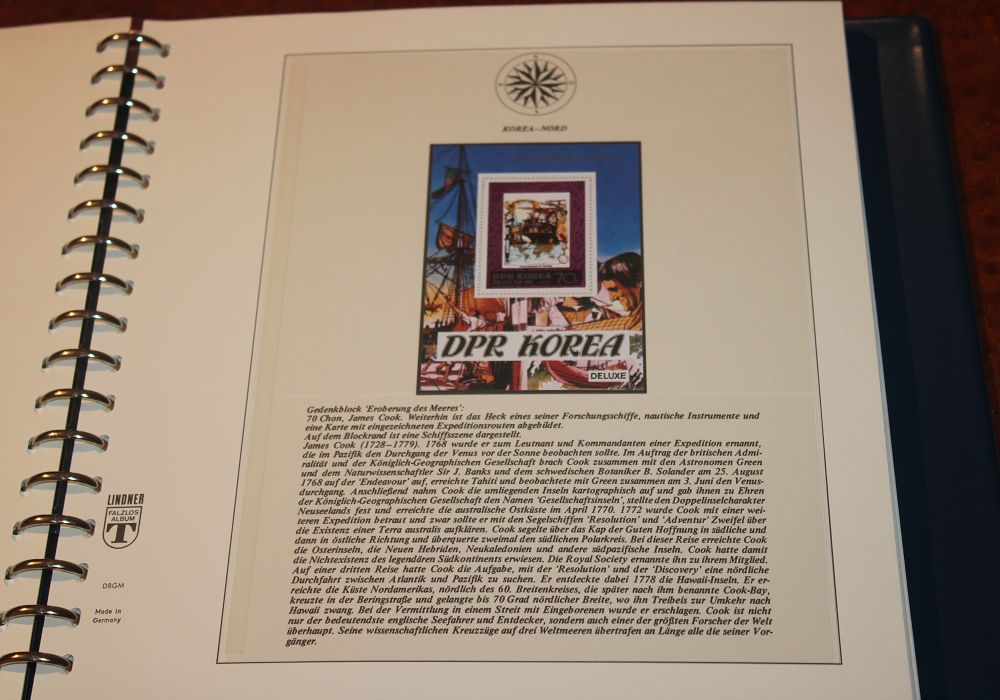 KOREA—NORD
DPR KOREA
70
DPR KOREA
DELUXE
Gedenkblock 'Eroberung des Meeres':
70 Chon, James Cook. Weiterhin ist das Heck eines seiner Forschungsschiffe, nautische Instrumente und
eine Karte mit eingezeichneten Expeditionsrouten abgebildet.
Auf dem Blockrand ist eine Schiffsszene dargestellt.
James Cook (1728—1779). 1768 wurde er zum Leutnant und Kommandanten einer Expedition ernannt,
die im Pazifik den Durchgang der Venus vor der Sonne beobachten sollte. Im Auftrag der britischen Admi-
ralität und der Königlich-Geographischen Gesellschaft brach Cook zusammen mit den Astronomen Green
und dem Naturwissenschaftler Sir J. Banks und dem schwedischen Botaniker B. Solander am 25. August
1768 auf der 'Endeavour' auf, erreichte Tahiti und beobachtete mit Green zusammen am 3. Juni den Venus-
durchgang. Anschließend nahm Cook die umliegenden Inseln kartographisch auf und gab ihnen zu Ehren
der Königlich-Geographischen Gesellschaft den Namen 'Gesellschaftsinseln', stellte den Doppelinselcharakter
Neuseelands fest und erreichte die australische Ostküste im April 1770. 1772 wurde Cook mit einer wei-
teren Expedition betraut und zwar sollte er mit den Segelschiffen 'Resolution' und 'Adventur' Zweifel über
die Existenz einer Terra australis aufklären. Cook segelte über das Kap der Guten Hoffnung in südliche und
dann in östliche Richtung und überquerte zweimal den südlichen Polarkreis. Bei dieser Reise erreichte Cook
die Osterinseln, die Neuen Hebriden, Neukaledonien und andere südpazifische Inseln. Cook hatte damit
die Nichtexistenz des legendären Südkontinents erwiesen. Die Royal Society ernannte ihn zu ihrem Mitglied.
Auf einer dritten Reise hatte Cook die Aufgabe, mit der 'Resolution' und der 'Discovery' eine nördliche
Durchfahrt zwischen Atlantik und Pazifik zu suchen. Er entdeckte dabei 1778 die Hawaii-Inseln. Er er-
reichte die Küste Nordamerikas, nördlich des 60. Breitenkreises, die später nach ihm benannte Cook-Bay,
kreuzte in der Beringstraße und gelangte bis 70 Grad nördlicher Breite, wo ihn Treibeis zur Umkehr nach
Hawaii zwang. Bei der Vermittlung in einem Streit mit Eingeborenen wurde er erschlagen. Cook ist nicht
nur der bedeutendste englische Seefahrer und Entdecker, sondern auch einer der größten Forscher der Welt
überhaupt. Seine wissenschaftlichen Kreuzzüge auf drei Weltmeeren übertrafen an Länge alle die seiner Vor-
gänger.
LINDNER
FALZLOS
ALBUM
T
DBGM
Made in
Germany